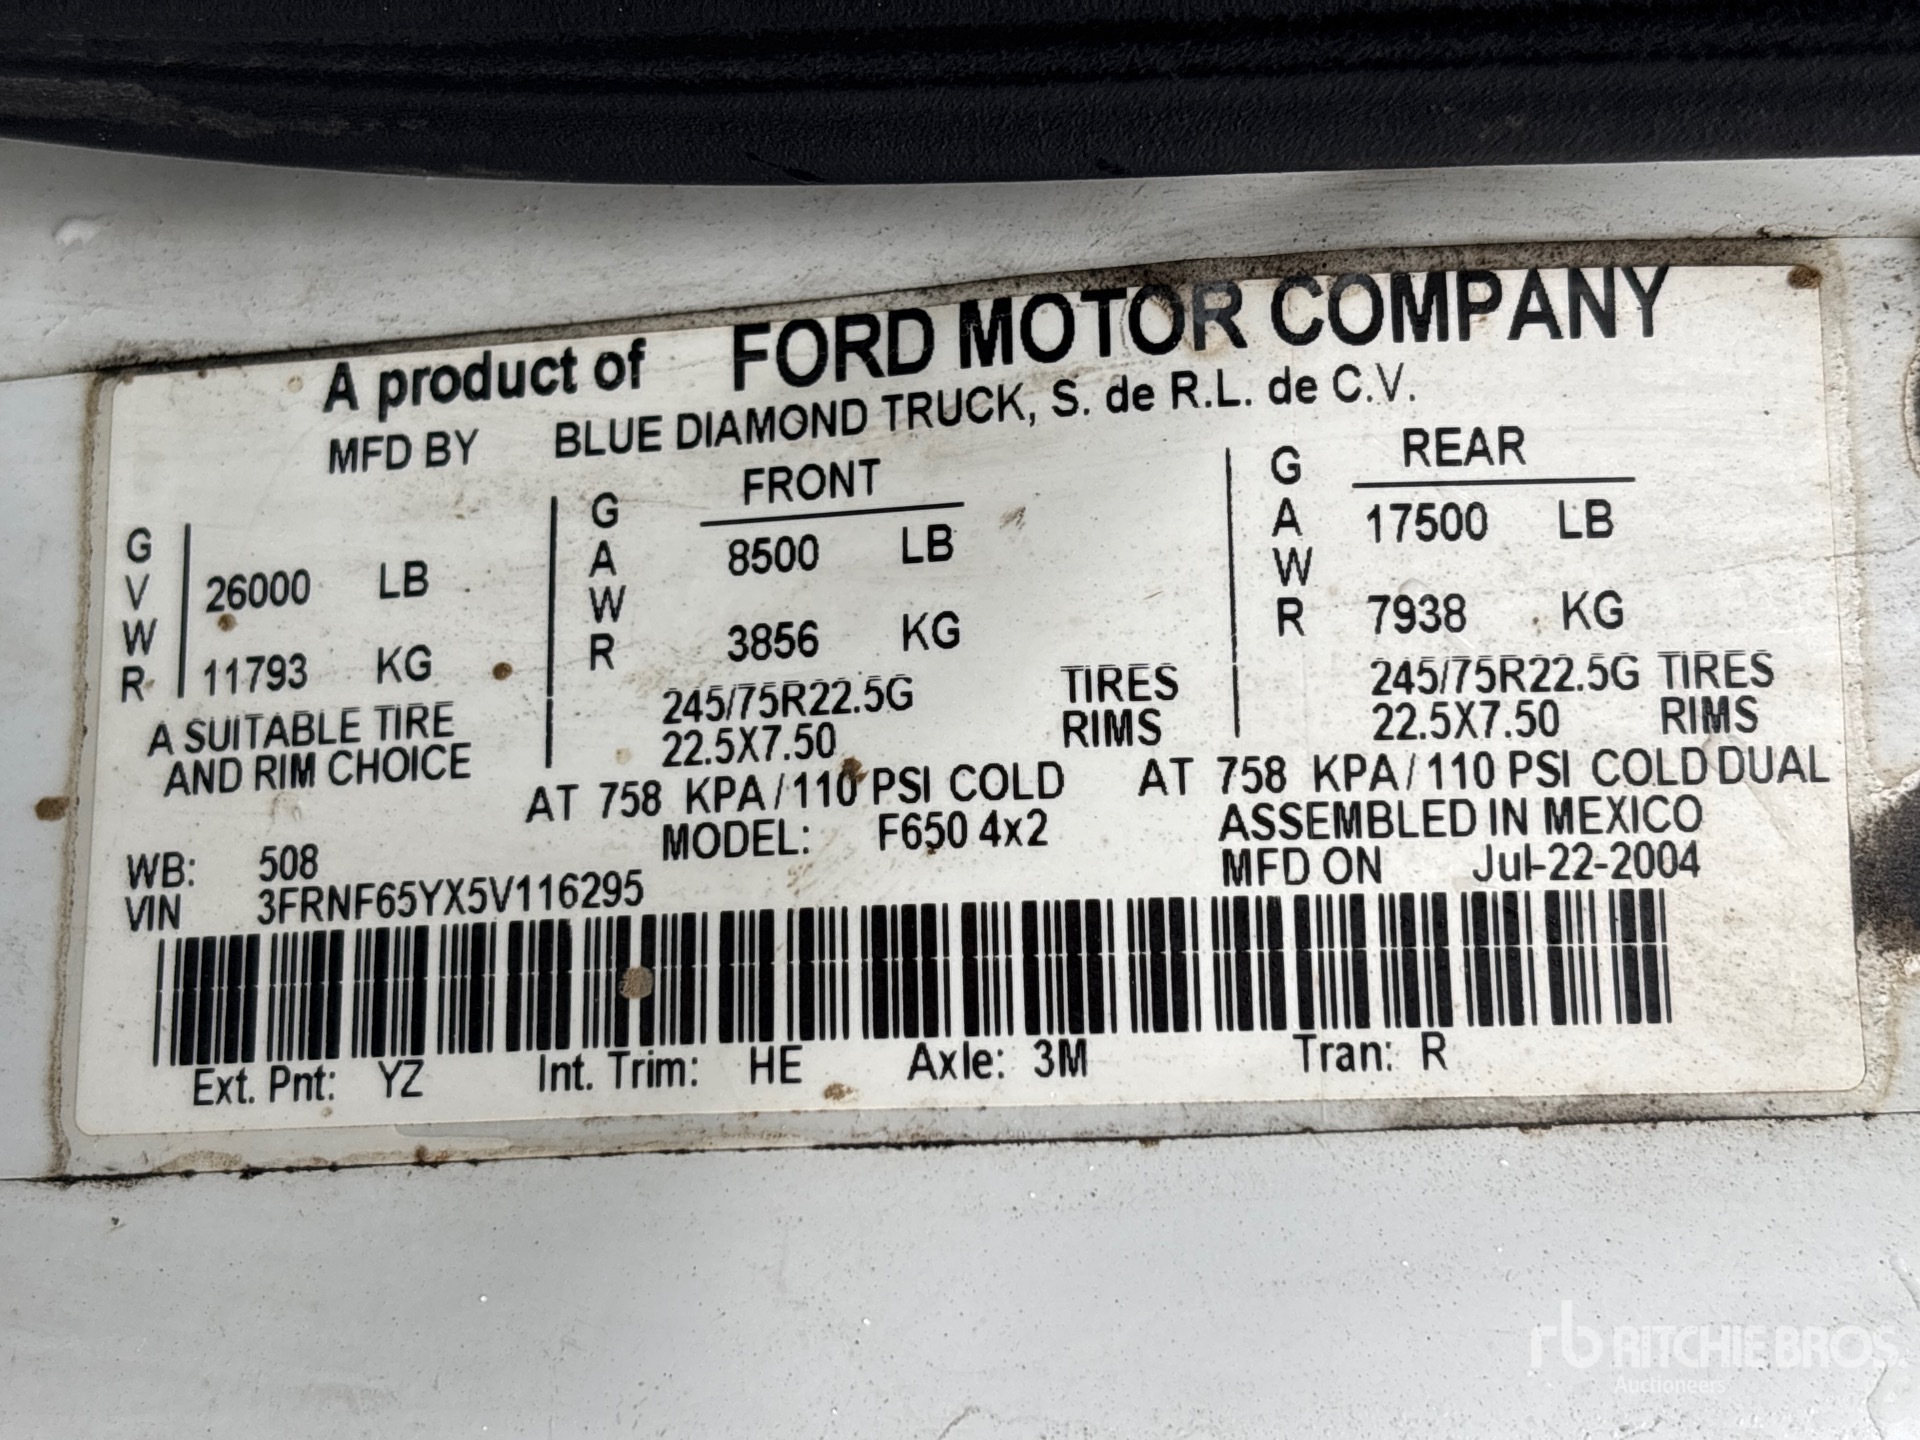 A product of FORD MOTOR COMPANY
MFD BY BLUE DIAMOND TRUCK, S. de R.L. de C.V.
GVWR 26000 LB
11793 KG
A SUITABLE TIRE
AND RIM CHOICE
GAWR FRONT
8500 LB
3856 KG
245/75R22.5G TIRES
22.5X7.50 RIMS
AT 758 KPA/110 PSI COLD
GAWR REAR
17500 LB
7938 KG
245/75R22.5G TIRES
22.5X7.50 RIMS
AT 758 KPA/110 PSI COLD DUAL
WB: 508
MODEL: F650 4x2
ASSEMBLED IN MEXICO
VIN 3FRNF65YX5V116295
MFD ON Jul-22-2004
Ext. Pnt: YZ Int. Trim: HE Axle: 3M Tran: R
rb RITCHIE BROS.
Auctioneers